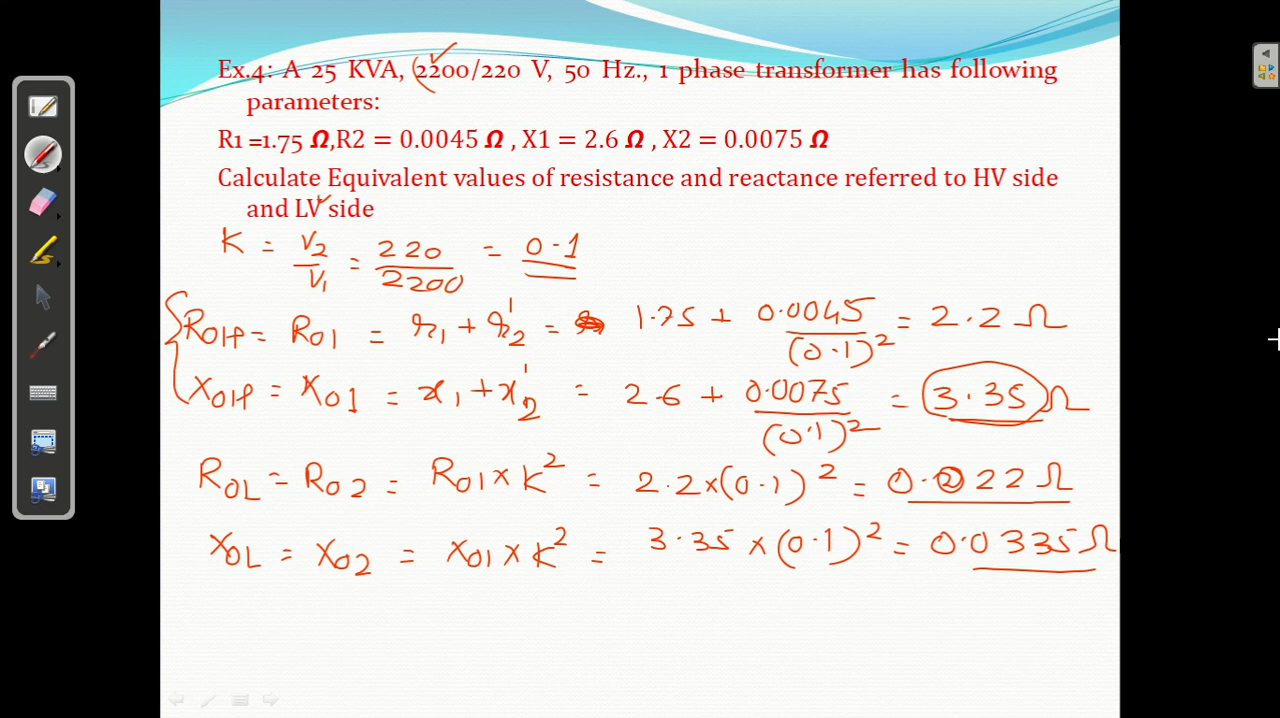 Ex.4: A 25 KVA, (2200/220 V, 50 Hz., 1 phase transformer has following
parameters:
R1 =1.75 Ω,R2 = 0.0045 Ω , X1 = 2.6 Ω , X2 = 0.0075 Ω
Calculate Equivalent values of resistance and reactance referred to HV side
and LV side
K = V2/V1 = 220/2200 = 0.1
R01H = R01 = r1 + r2' = 1.75 + 0.0045/(0.1)² = 2.2 Ω
X01H = X01 = x1 + x2' = 2.6 + 0.0075/(0.1)² = 3.35 Ω
R0L = R02 = R01 × K² = 2.2×(0.1)² = 0.022 Ω
X0L = X02 = X01 × K² = 3.35 × (0.1)² = 0.0335 Ω